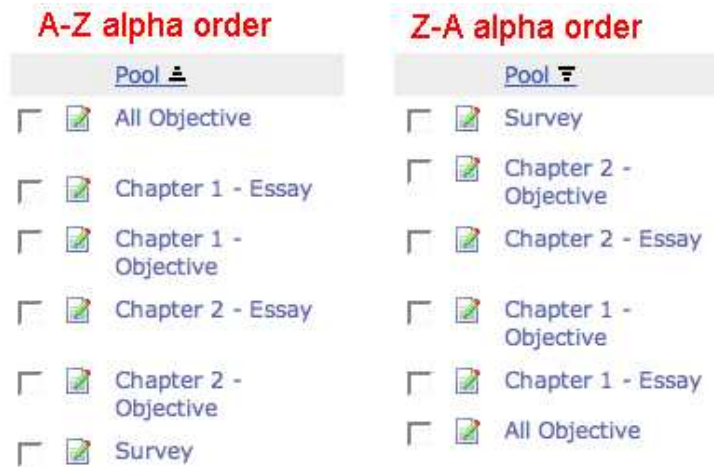 A-Z alpha order
Pool
All Objective
Chapter 1 - Essay
Chapter 1 -
Objective
Chapter 2 - Essay
Chapter 2 -
Objective
Survey
Z-A alpha order
Pool
Survey
Chapter 2 -
Objective
Chapter 2 - Essay
Chapter 1 -
Objective
Chapter 1 - Essay
All Objective